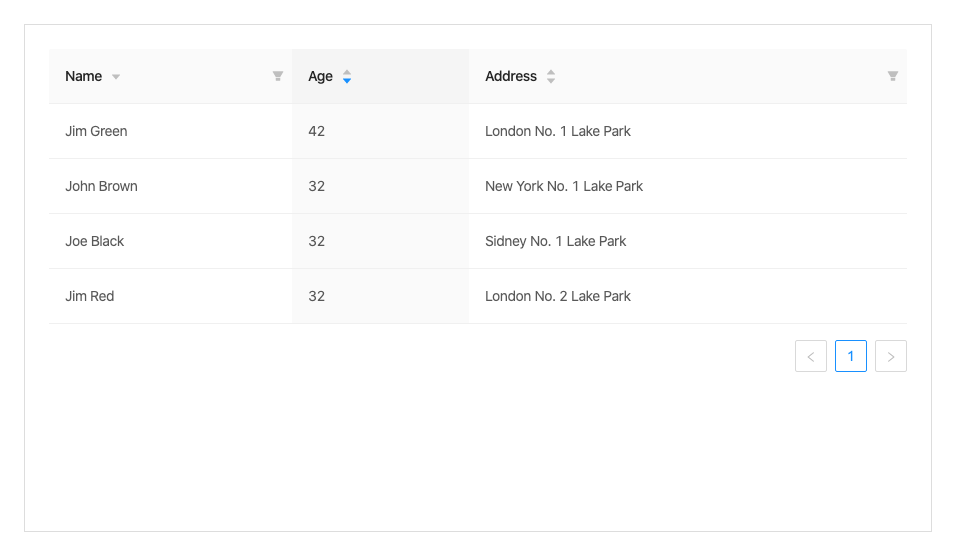 Name Age Address
Jim Green 42 London No. 1 Lake Park
John Brown 32 New York No. 1 Lake Park
Joe Black 32 Sidney No. 1 Lake Park
Jim Red 32 London No. 2 Lake Park
1